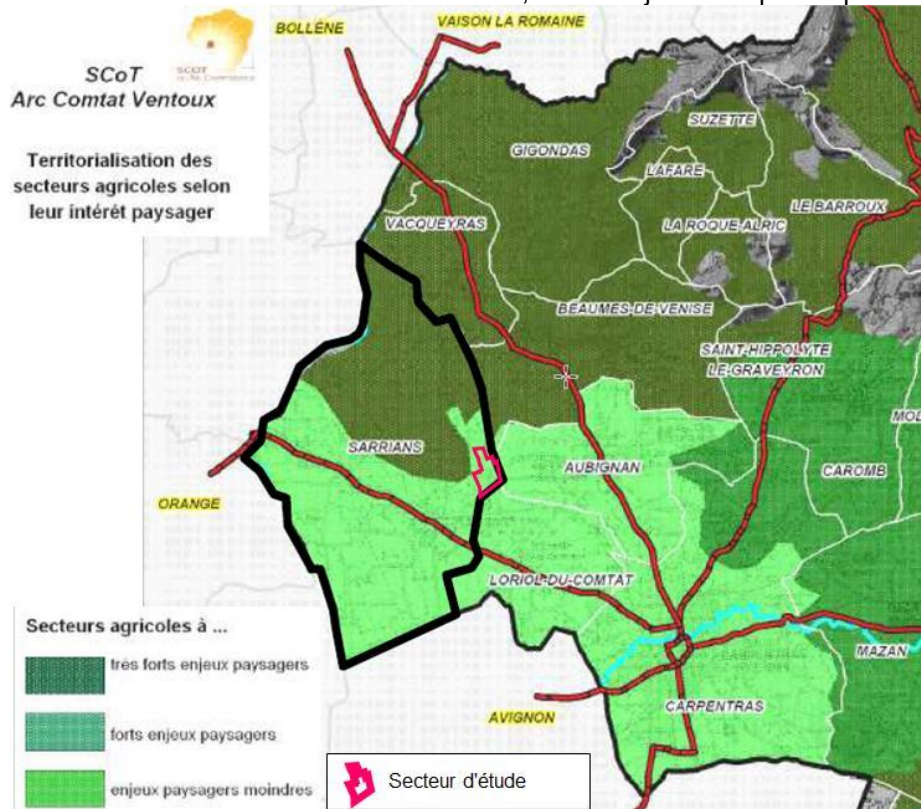 BOLLÈNE
VAISON LA ROMAINE
SCoT
Arc Comtat Ventoux
Territorialisation des
secteurs agricoles selon
leur intérêt paysager
SUZETTE
GIGONDAS
LAFARE
LE BARROUX
VACQUEYRAS
LA ROQUE-ALRIC
BEAUMES-DE-VENISE
SAINT-HIPPOLYTE
LE-GRAVEYRON
SARRIANS
AUBIGNAN
CAROMB
ORANGE
LORIOL-DU-COMTAT
MAZAN
CARPENTRAS
AVIGNON
Secteurs agricoles à ...
très forts enjeux paysagers
forts enjeux paysagers
enjeux paysagers moindres
Secteur d'étude